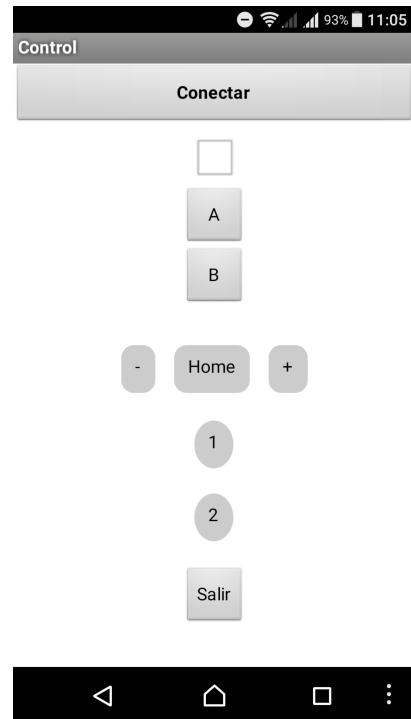 93% 11:05
Control
Conectar
A
B
- Home +
1
2
Salir